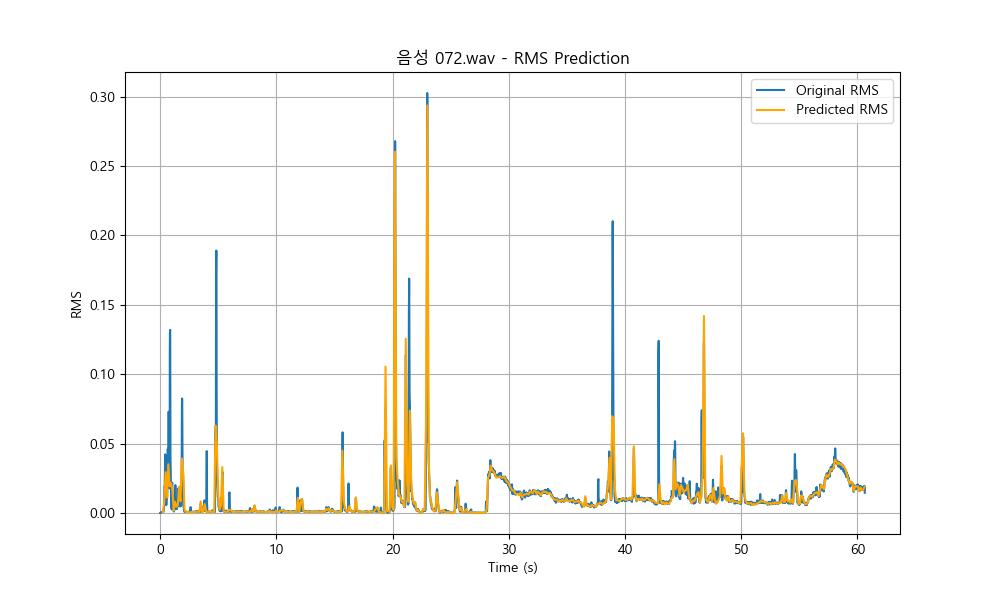 음성 072.wav - RMS Prediction
Original RMS
Predicted RMS
0.30
0.25
0.20
0.15
0.10
0.05
0.00
RMS
0 10 20 30 40 50 60
Time (s)